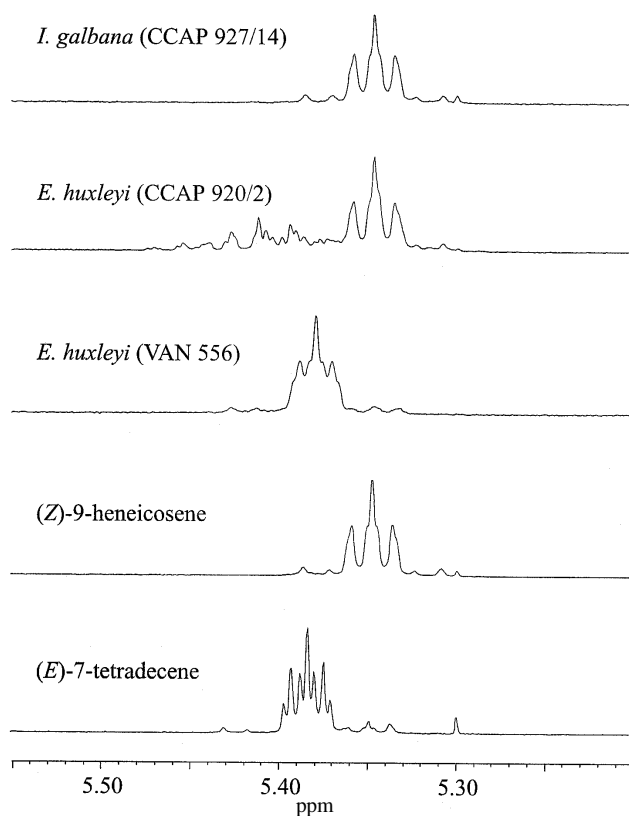 I. galbana (CCAP 927/14)
E. huxleyi (CCAP 920/2)
E. huxleyi (VAN 556)
(Z)-9-heneicosene
(E)-7-tetradecene
5.50 5.40 5.30
ppm